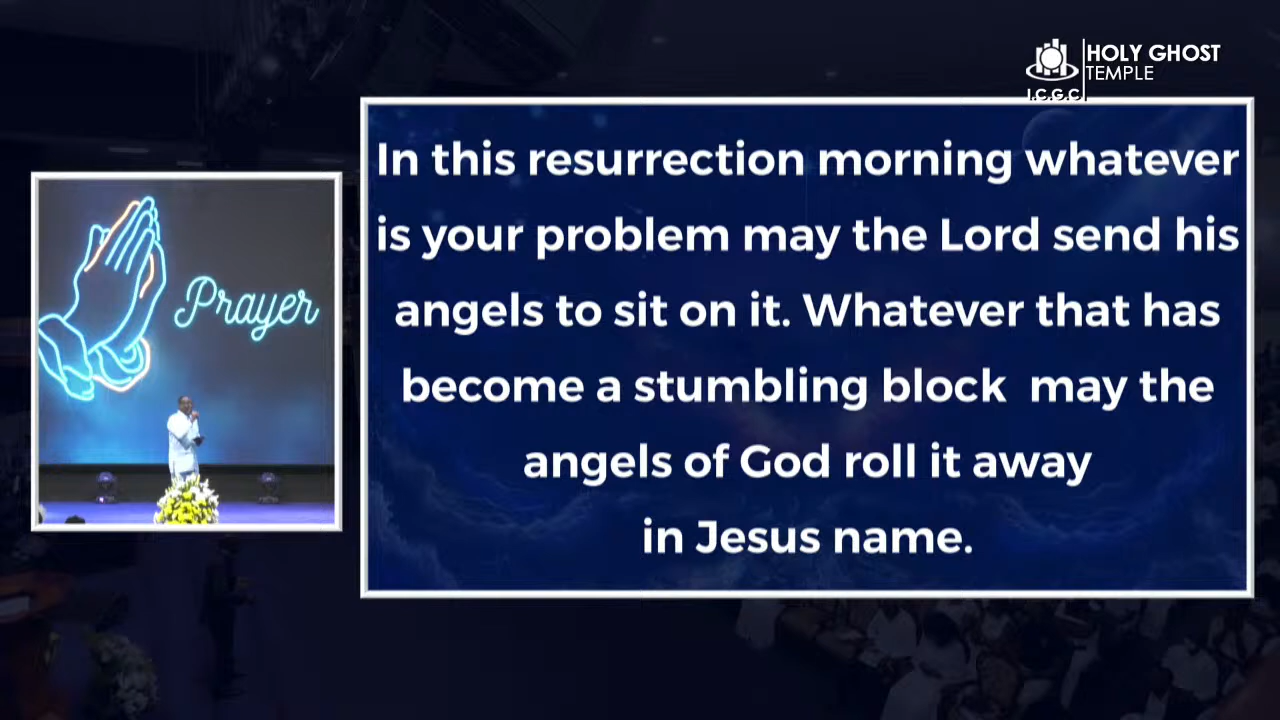 HOLY GHOST
TEMPLE
I.C.G.C
In this resurrection morning whatever
is your problem may the Lord send his
angels to sit on it. Whatever that has
become a stumbling block  may the
angels of God roll it away
in Jesus name.
Prayer